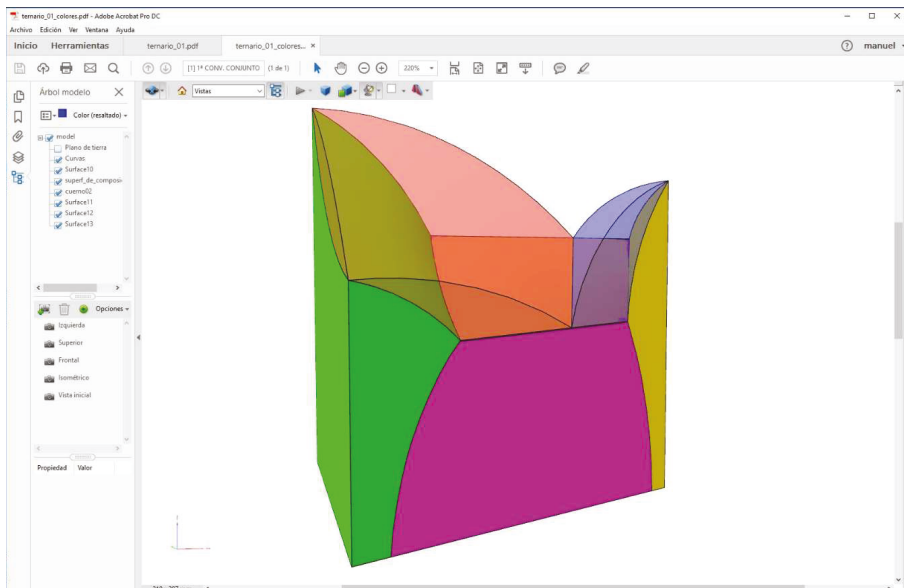 ternario_01_colores.pdf - Adobe Acrobat Pro DC
Archivo Edición Ver Ventana Ayuda
Inicio Herramientas ternario_01.pdf ternario_01_colores... × manuel
[1] 1ª CONV. CONJUNTO (1 de 1) 220%
Árbol modelo
Vistas
Color (resaltado)
model
Plano de tierra
Curvas
Surface10
superf_de_composi
cuerno02
Surface11
Surface12
Surface13
Opciones
Izquierda
Superior
Frontal
Isométrico
Vista inicial
Propiedad Valor